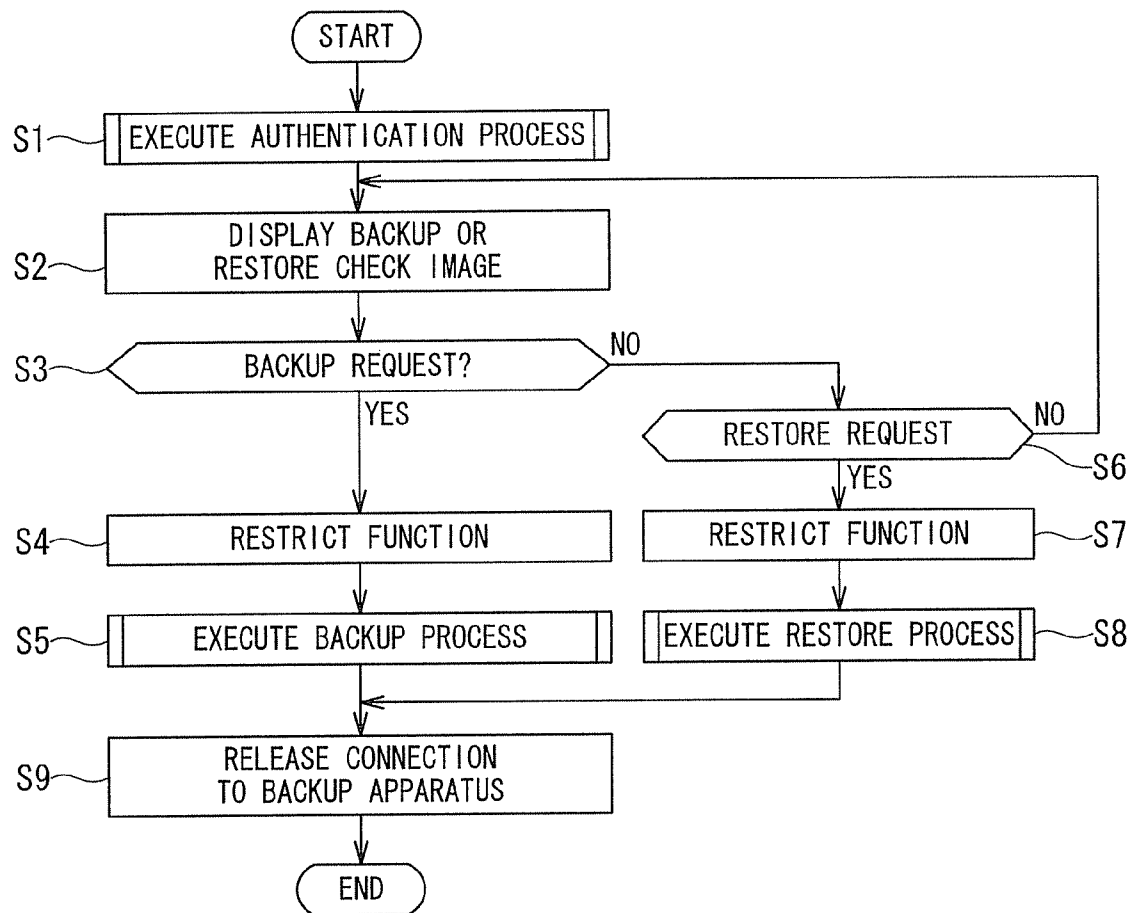 START
S1
EXECUTE AUTHENTICATION PROCESS
S2
DISPLAY BACKUP OR
RESTORE CHECK IMAGE
S3
BACKUP REQUEST?
NO
YES
RESTORE REQUEST
NO
S6
YES
S4
RESTRICT FUNCTION
RESTRICT FUNCTION
S7
S5
EXECUTE BACKUP PROCESS
EXECUTE RESTORE PROCESS
S8
S9
RELEASE CONNECTION
TO BACKUP APPARATUS
END